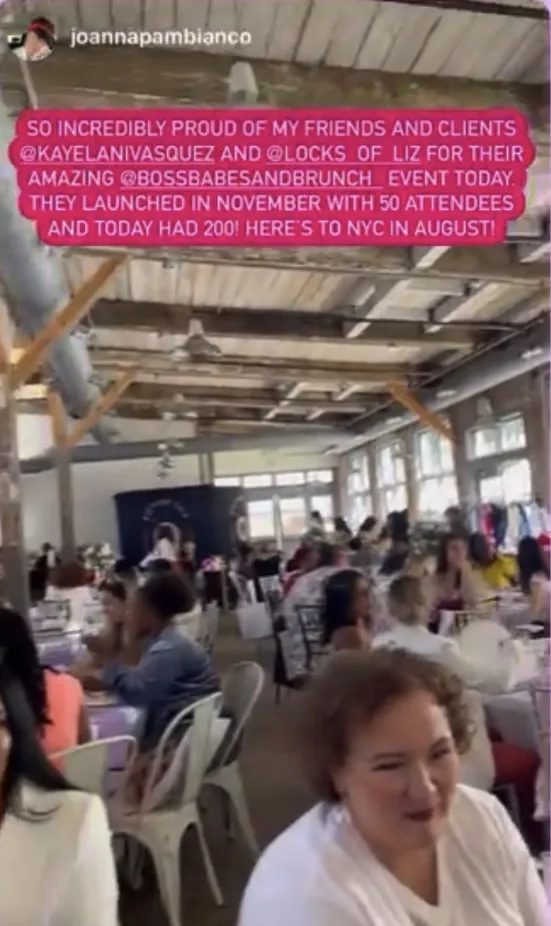 joannapambianco
SO INCREDIBLY PROUD OF MY FRIENDS AND CLIENTS
@KAYELANIVASQUEZ AND @LOCKS_OF_LIZ FOR THEIR
AMAZING @BOSSBABESANDBRUNCH_ EVENT TODAY.
THEY LAUNCHED IN NOVEMBER WITH 50 ATTENDEES
AND TODAY HAD 200! HERE'S TO NYC IN AUGUST!